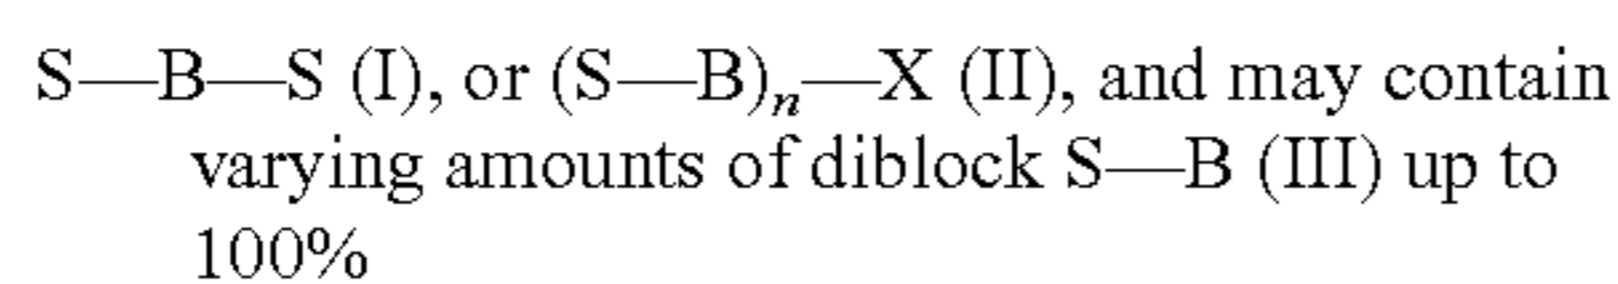 S—B—S (I), or (S—B)n—X (II), and may contain
varying amounts of diblock S—B (III) up to
100%